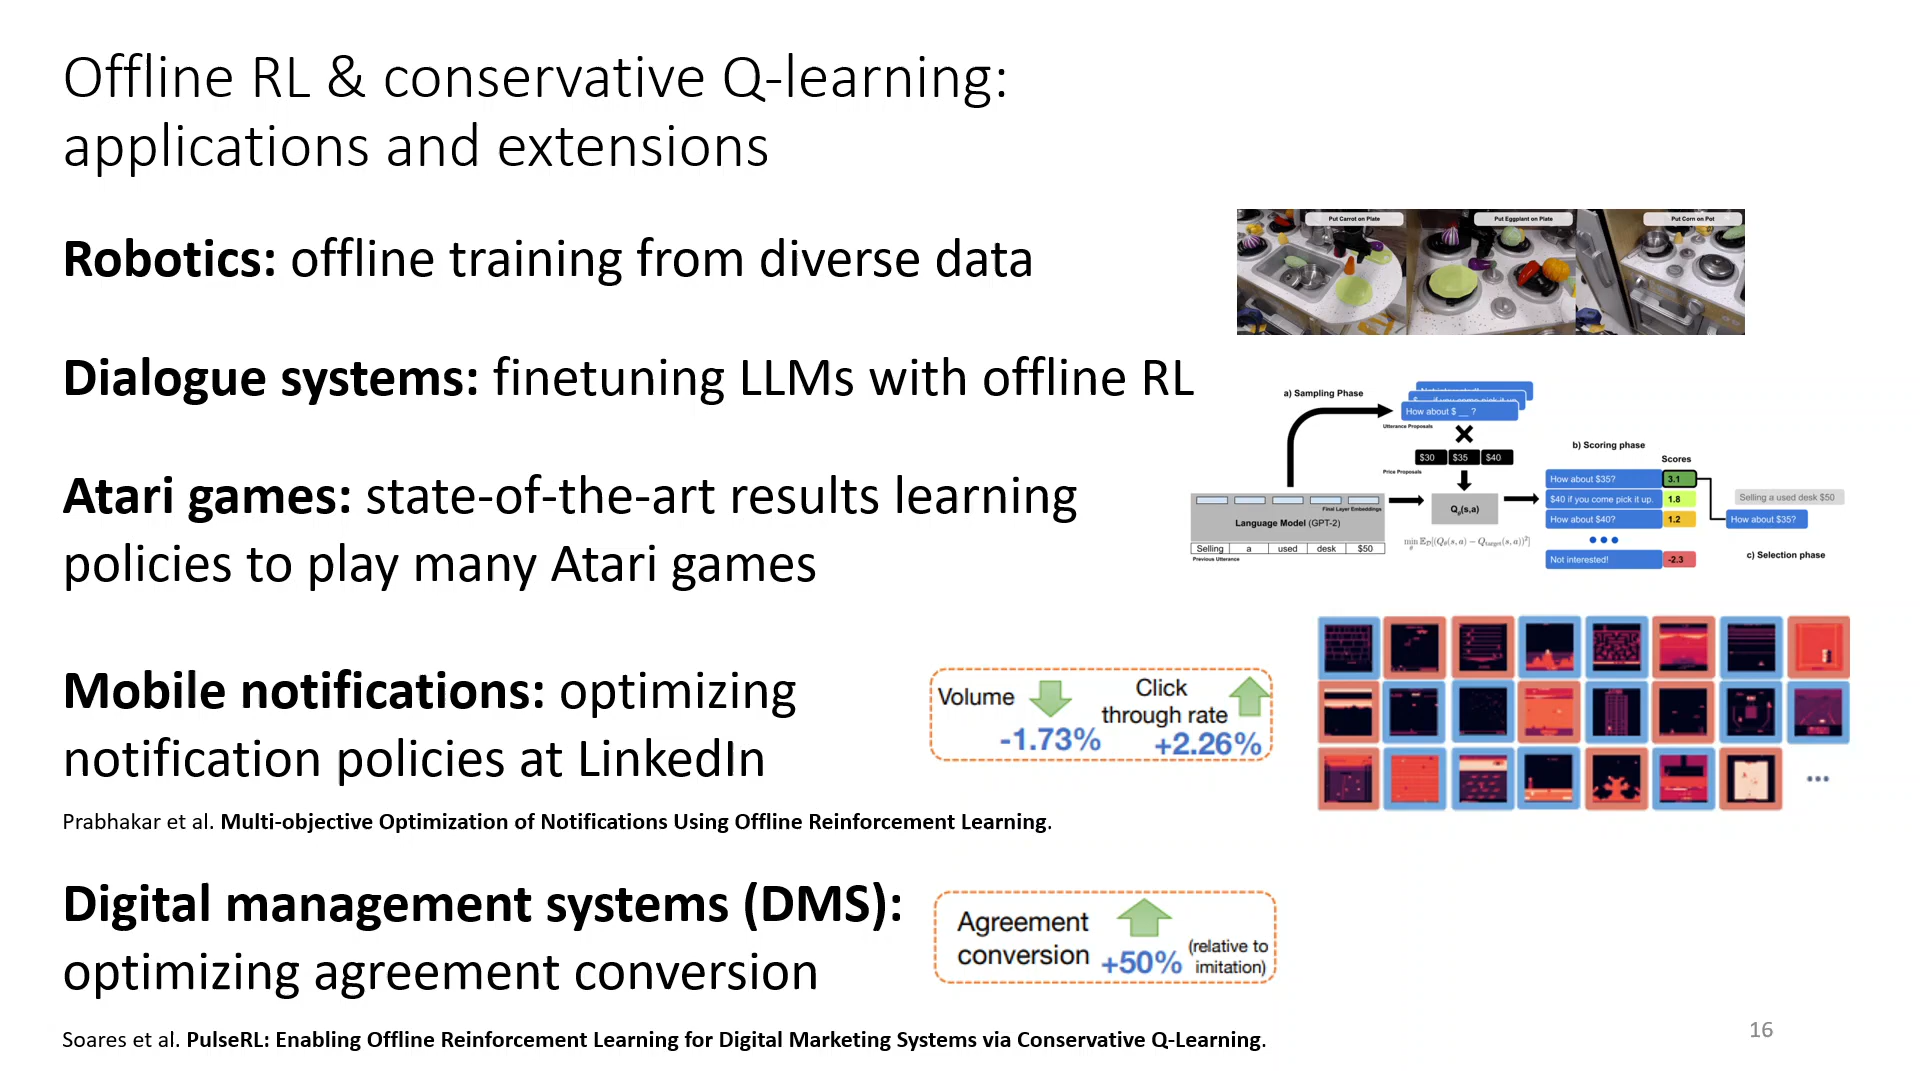 Offline RL & conservative Q-learning:
applications and extensions
Robotics: offline training from diverse data
Put Carrot on Plate
Put Eggplant on Plate
Put Corn on Pot
Dialogue systems: finetuning LLMs with offline RL
a) Sampling Phase
How about $ __ ?
Utterance Proposals
$30 $35 $40
Price Proposals
b) Scoring phase
Scores
How about $35? 3.1
$40 if you come pick it up. 1.8
How about $40? 1.2
Not interested! -2.3
Selling a used desk $50
How about $35?
c) Selection phase
Final Layer Embeddings
Language Model (GPT-2)
Selling a used desk $50
Previous Utterance
Qθ(s,a)
min θ 𝔼_D[(Qθ(s, a) − Q_target(s, a))²]
Atari games: state-of-the-art results learning
policies to play many Atari games
Mobile notifications: optimizing
notification policies at LinkedIn
Volume
-1.73%
Click
through rate
+2.26%
Prabhakar et al. Multi-objective Optimization of Notifications Using Offline Reinforcement Learning.
Digital management systems (DMS):
optimizing agreement conversion
Agreement
conversion
+50%
(relative to
imitation)
Soares et al. PulseRL: Enabling Offline Reinforcement Learning for Digital Marketing Systems via Conservative Q-Learning.
16